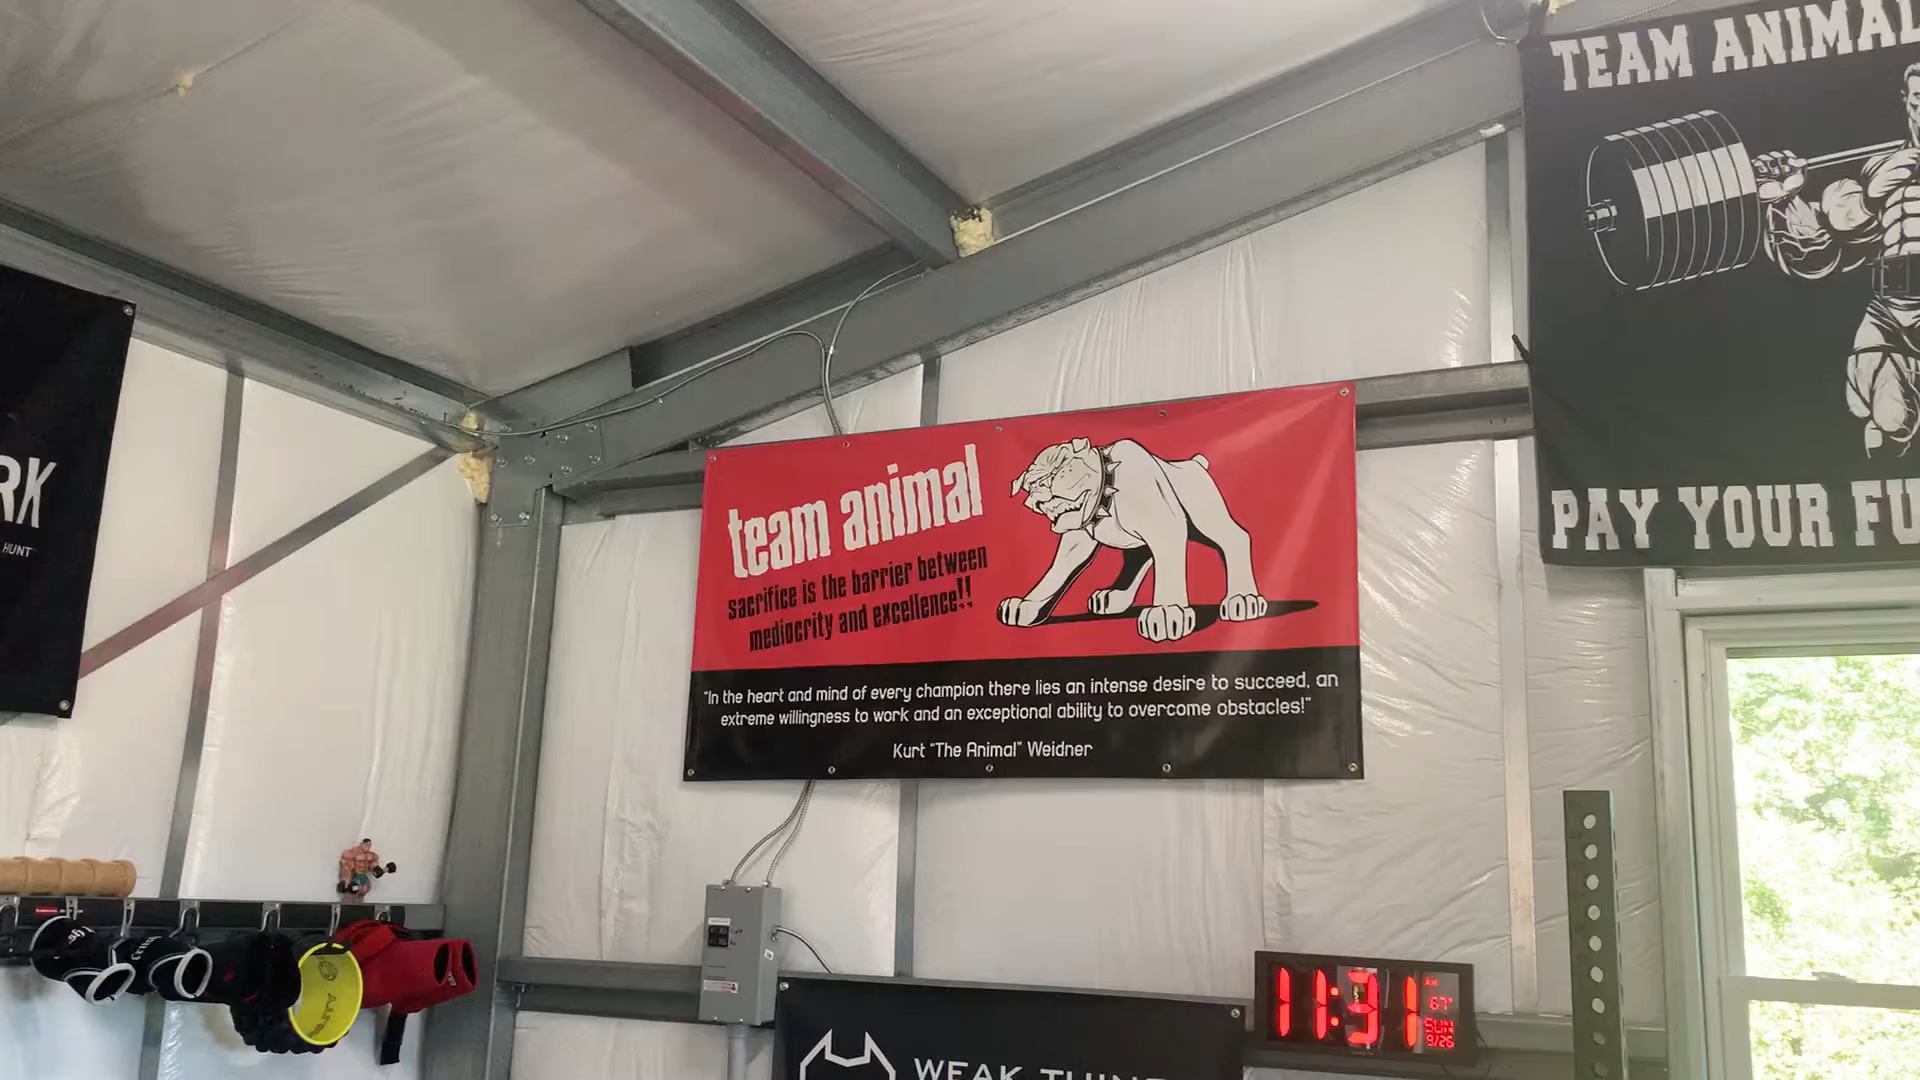 TEAM ANIMAL
PAY YOUR
RK
HUNT
team animal
sacrifice is the barrier between
mediocrity and excellence!!
"In the heart and mind of every champion there lies an intense desire to succeed, an
extreme willingness to work and an exceptional ability to overcome obstacles!"
Kurt "The Animal" Weidner
WEAK
11:31
AM
67°
SUN
9/26